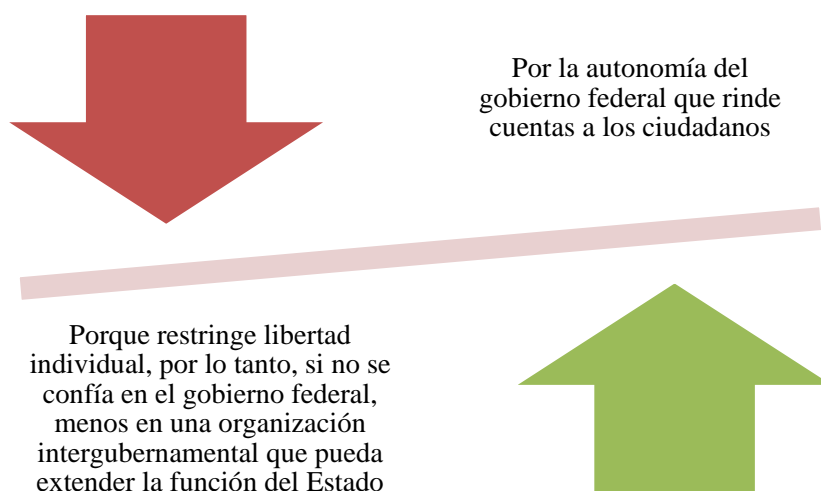 Por la autonomía del
gobierno federal que rinde
cuentas a los ciudadanos
Porque restringe libertad
individual, por lo tanto, si no se
confía en el gobierno federal,
menos en una organización
intergubernamental que pueda
extender la función del Estado